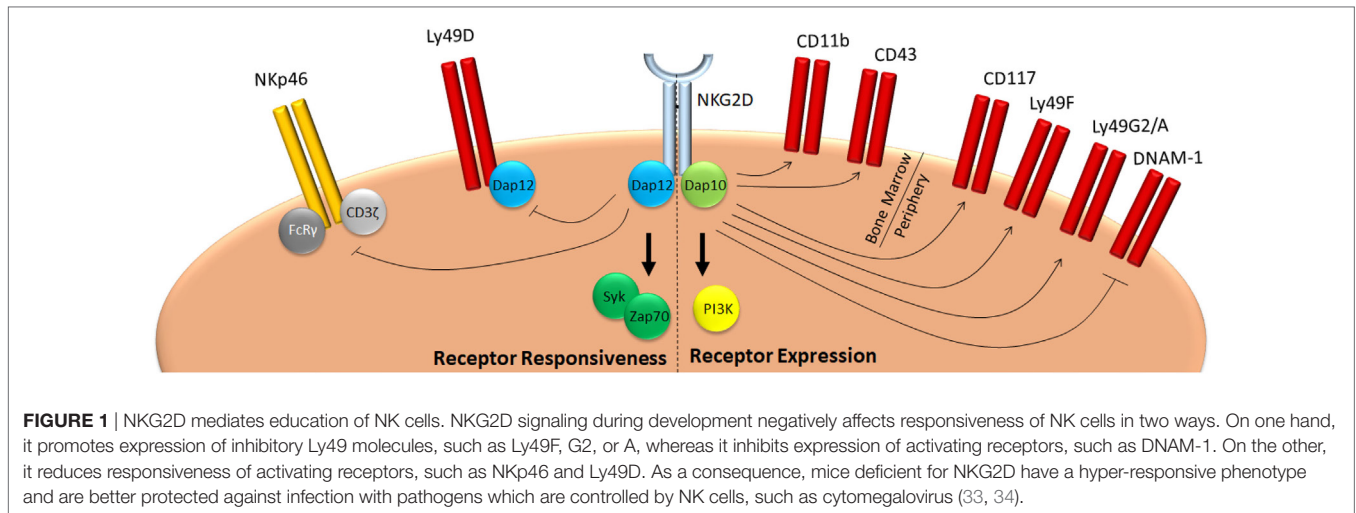 NKp46
Ly49D
NKG2D
CD11b
CD43
CD117
Ly49F
Ly49G2/A
DNAM-1
FcRγ
CD3ζ
Dap12
Dap12
Dap10
Bone Marrow
Periphery
Syk
Zap70
PI3K
Receptor Responsiveness
Receptor Expression
FIGURE 1 | NKG2D mediates education of NK cells. NKG2D signaling during development negatively affects responsiveness of NK cells in two ways. On one hand,
it promotes expression of inhibitory Ly49 molecules, such as Ly49F, G2, or A, whereas it inhibits expression of activating receptors, such as DNAM-1. On the other,
it reduces responsiveness of activating receptors, such as NKp46 and Ly49D. As a consequence, mice deficient for NKG2D have a hyper-responsive phenotype
and are better protected against infection with pathogens which are controlled by NK cells, such as cytomegalovirus (33, 34).